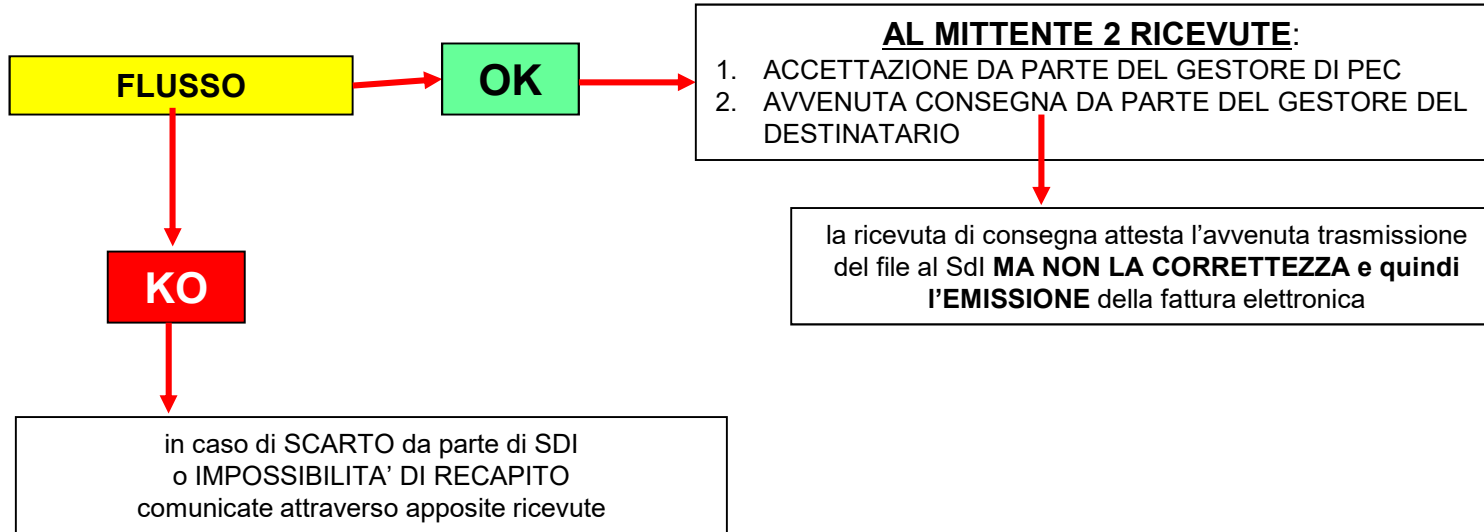 FLUSSO
OK
AL MITTENTE 2 RICEVUTE:
1. ACCETTAZIONE DA PARTE DEL GESTORE DI PEC
2. AVVENUTA CONSEGNA DA PARTE DEL GESTORE DEL
DESTINATARIO
la ricevuta di consegna attesta l’avvenuta trasmissione
del file al SdI MA NON LA CORRETTEZZA e quindi
l’EMISSIONE della fattura elettronica
KO
in caso di SCARTO da parte di SDI
o IMPOSSIBILITA’ DI RECAPITO
comunicate attraverso apposite ricevute